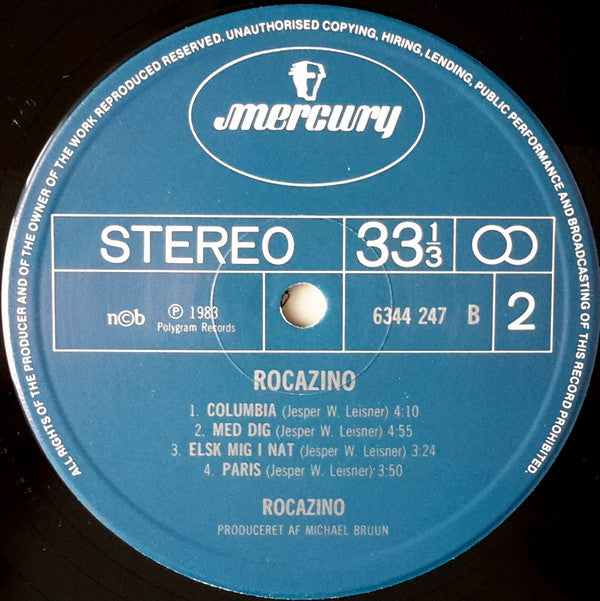 ALL RIGHTS OF THE PRODUCER AND OF THE OWNER OF THE WORK REPRODUCED RESERVED. UNAUTHORISED COPYING, HIRING, LENDING, PUBLIC PERFORMANCE AND BROADCASTING OF THIS RECORD PROHIBITED.
mercury
STEREO 33 1/3
n©b ℗ 1983 6344 247 B 2
Polygram Records
ROCAZINO
1. COLUMBIA (Jesper W. Leisner) 4:10
2. MED DIG (Jesper W. Leisner) 4:55
3. ELSK MIG I NAT (Jesper W. Leisner) 3:24
4. PARIS (Jesper W. Leisner) 3:50
ROCAZINO
PRODUCERET AF MICHAEL BRUUN